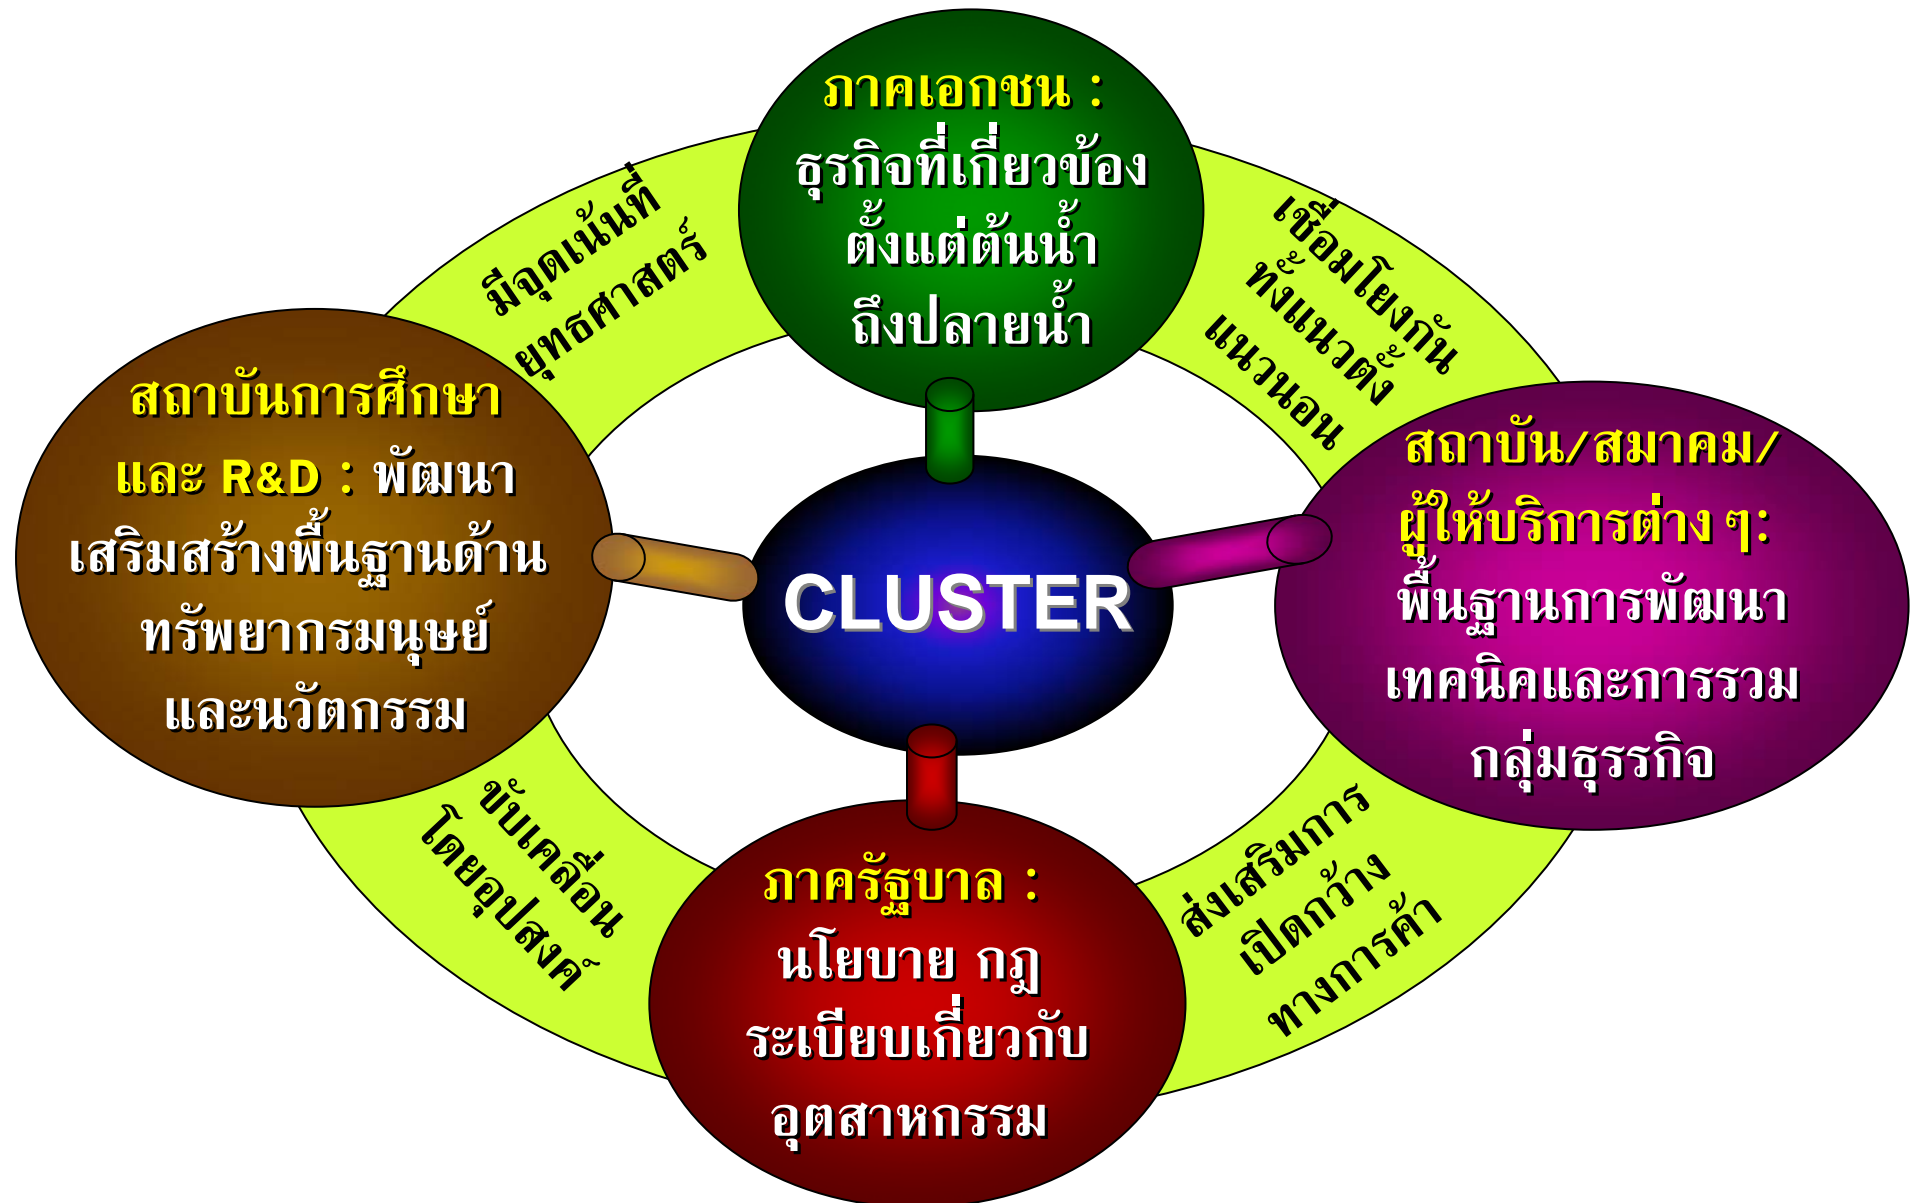 ภาคเอกชน :
ธุรกิจที่เกี่ยวข้อง
ตั้งแต่ต้นน้ำ
ถึงปลายน้ำ
มีจุดเน้นที่
ยุทธศาสตร์
เชื่อมโยงกัน
ทั้งแนวตั้ง
แนวนอน
สถาบันการศึกษา
และ R&D : พัฒนา
เสริมสร้างพื้นฐานด้าน
ทรัพยากรมนุษย์
และนวัตกรรม
CLUSTER
สถาบัน/สมาคม/
ผู้ให้บริการต่าง ๆ:
พื้นฐานการพัฒนา
เทคนิคและการรวม
กลุ่มธุรรกิจ
ขับเคลื่อน
โดยอุปสงค์
ภาครัฐบาล :
นโยบาย กฎ
ระเบียบเกี่ยวกับ
อุตสาหกรรม
ส่งเสริมการ
เปิดกว้าง
ทางการค้า